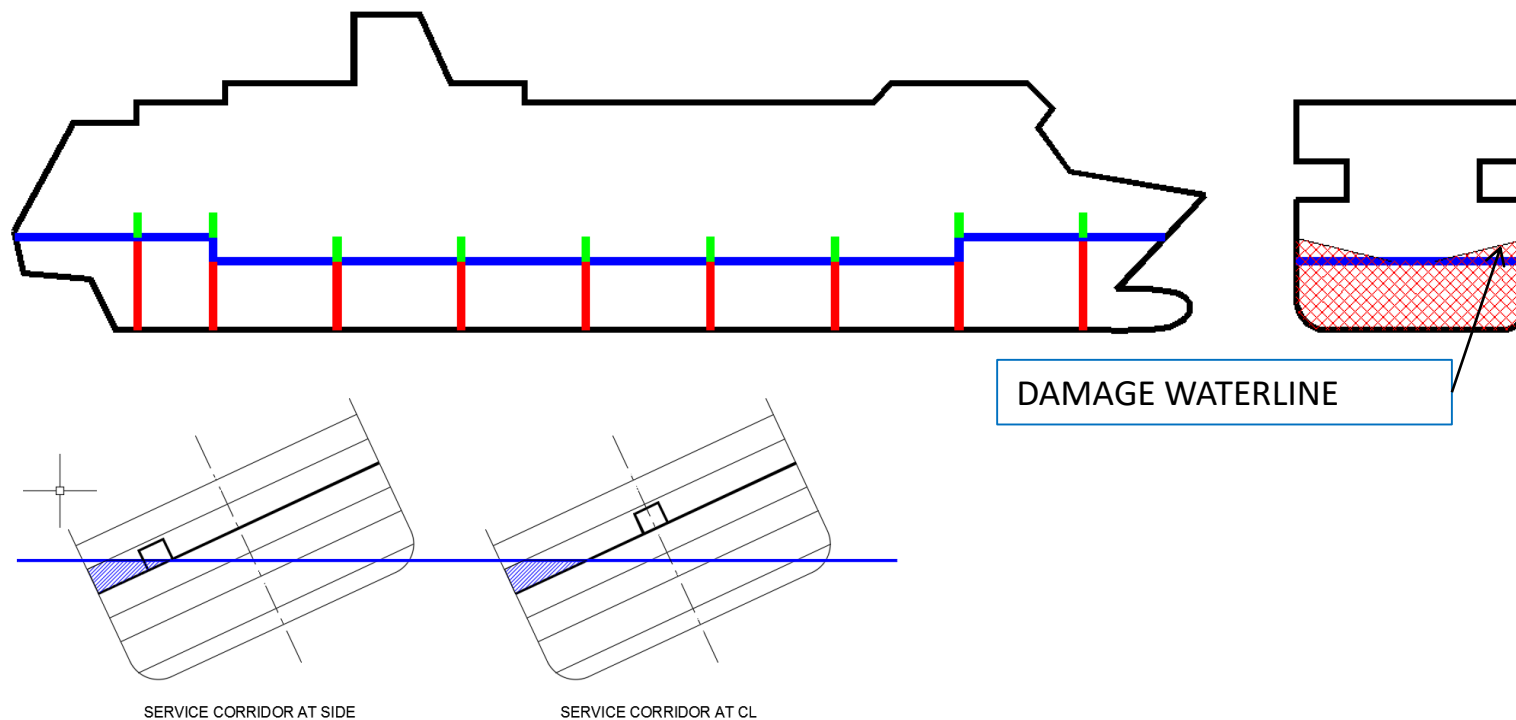 DAMAGE WATERLINE
SERVICE CORRIDOR AT SIDE
SERVICE CORRIDOR AT CL